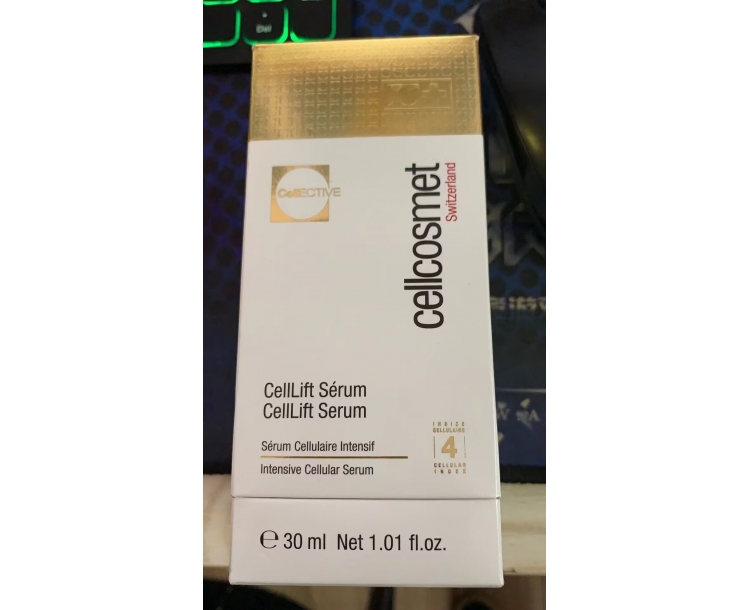 Del
CellECTIVE
cellcosmet
Switzerland
CellLift Sérum
CellLift Serum
Sérum Cellulaire Intensif
Intensive Cellular Serum
INDICE
CELLULAIRE
4
CELLULAR
INDEX
℮ 30 ml Net 1.01 fl.oz.